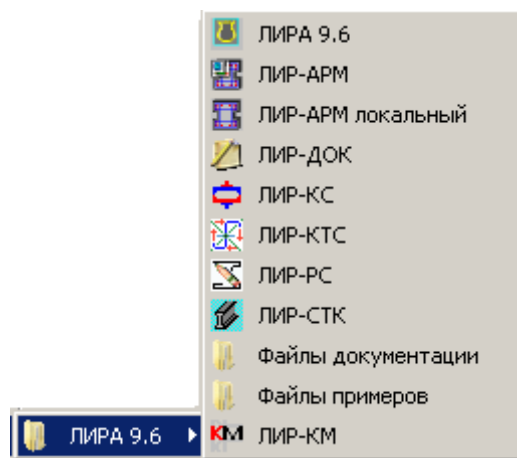 ЛИРА 9.6
ЛИР-АРМ
ЛИР-АРМ локальный
ЛИР-ДОК
ЛИР-КС
ЛИР-КТС
ЛИР-РС
ЛИР-СТК
Файлы документации
Файлы примеров
ЛИРА 9.6
КМ ЛИР-КМ